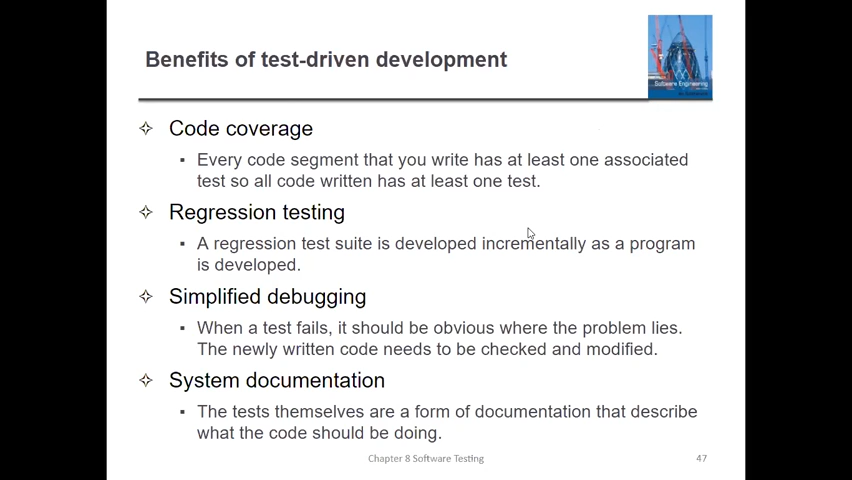 Benefits of test-driven development
Software Engineering
✧ Code coverage
▪ Every code segment that you write has at least one associated
test so all code written has at least one test.
✧ Regression testing
▪ A regression test suite is developed incrementally as a program
is developed.
✧ Simplified debugging
▪ When a test fails, it should be obvious where the problem lies.
The newly written code needs to be checked and modified.
✧ System documentation
▪ The tests themselves are a form of documentation that describe
what the code should be doing.
Chapter 8 Software Testing
47